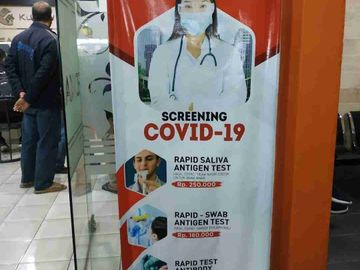 SCREENING
COVID-19
RAPID SALIVA
ANTIGEN TEST
Rp. 250.000
RAPID - SWAB
ANTIGEN TEST
Rp. 180.000
RAPID TEST
ANTIBODY